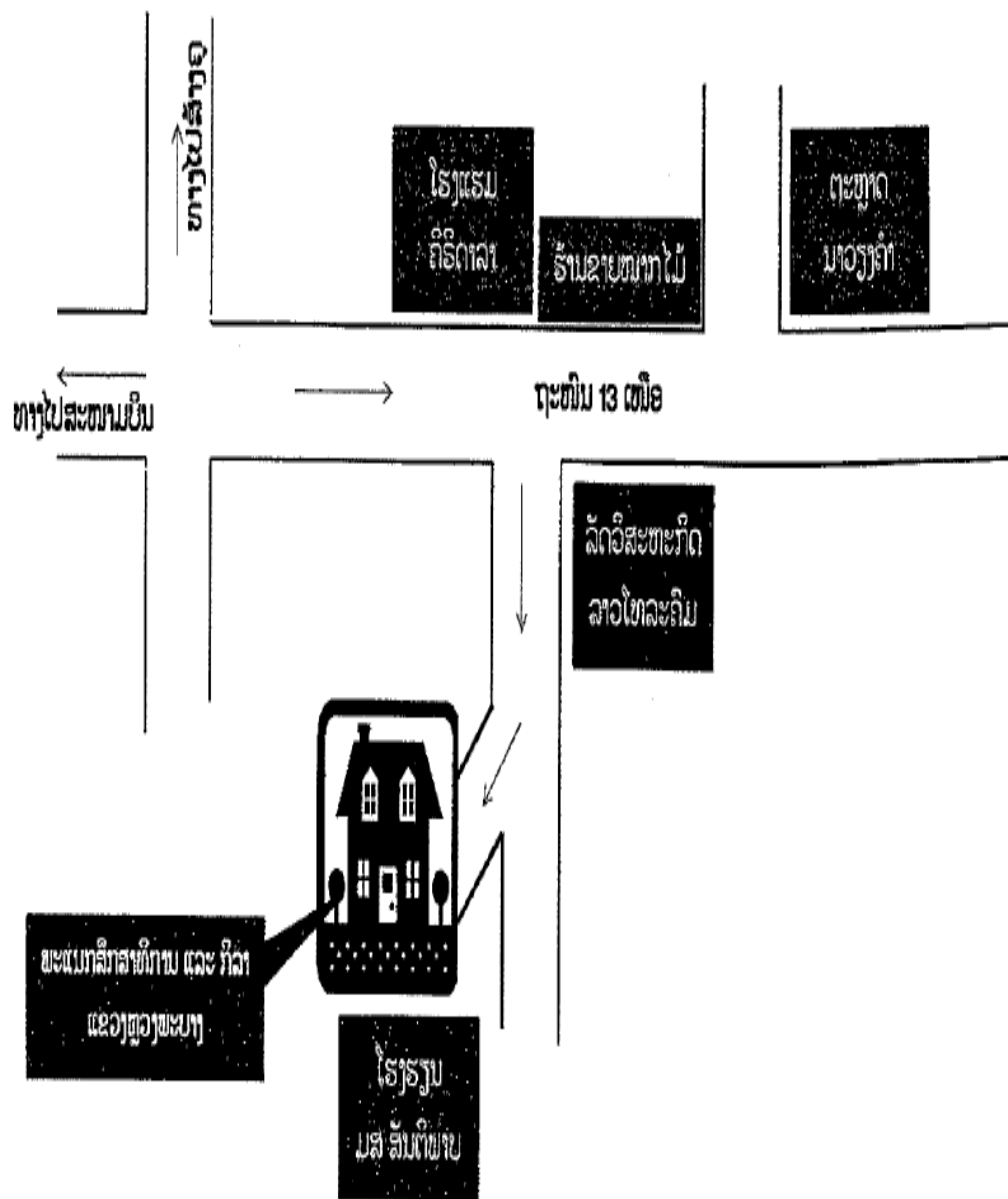 ທາງໄປສີສັນເງິນ
ໂຮງແຮມ
ຄີຣີດາລາ
ຮ້ານຂາຍໝາກໄມ້
ຕະຫຼາດ
ນາວຽງຄຳ
ທາງໄປສະໜາມບິນ
ຖະໜົນ 13 ເໜືອ
ລັດວິສະຫະກິດ
ລາວໂທລະຄົມ
ພະແນກສຶກສາທິການ ແລະ ກິລາ
ແຂວງຫຼວງພະບາງ
ໂຮງຮຽນ
ມສ ສັນຕິພາບ